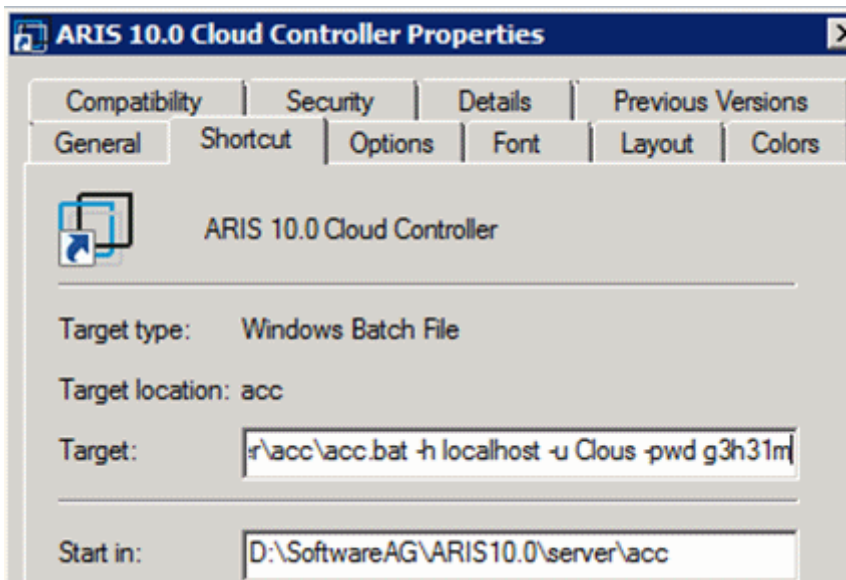 ARIS 10.0 Cloud Controller Properties
Compatibility Security Details Previous Versions
General Shortcut Options Font Layout Colors
ARIS 10.0 Cloud Controller
Target type: Windows Batch File
Target location: acc
Target: r\acc\acc.bat -h localhost -u Clous -pwd g3h31m
Start in: D:\SoftwareAG\ARIS10.0\server\acc